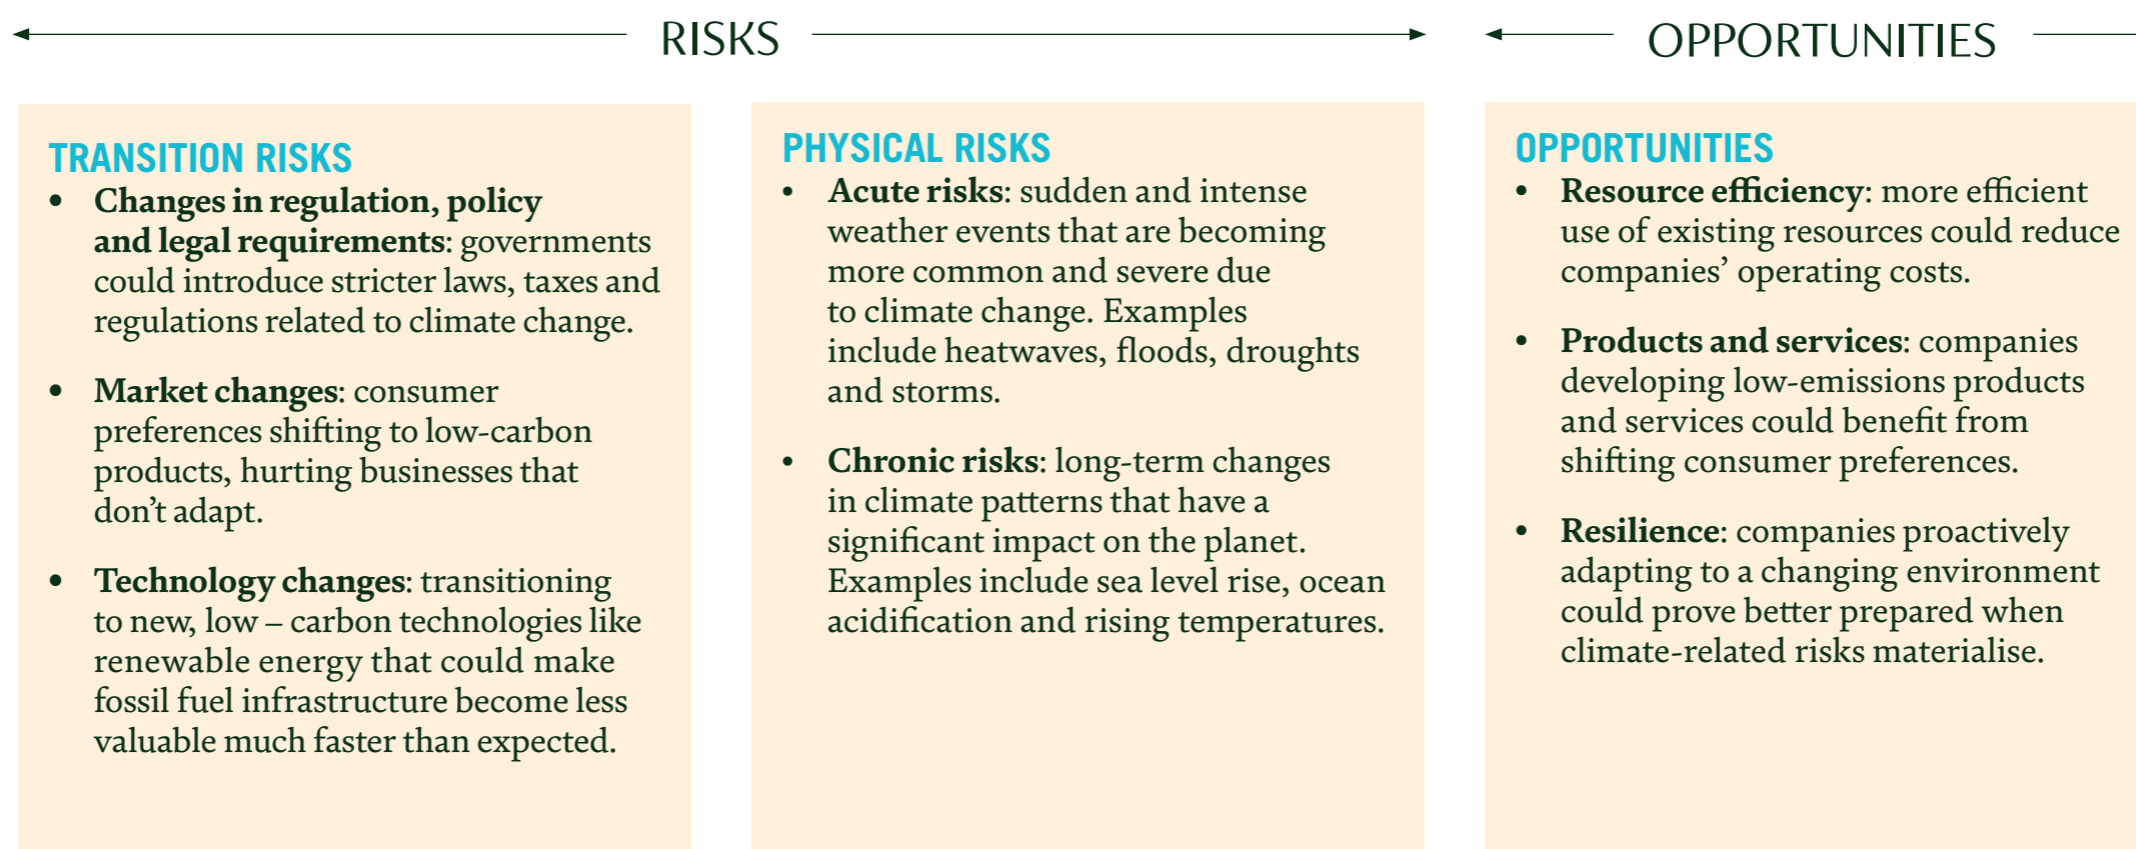 RISKS
OPPORTUNITIES
TRANSITION RISKS
• Changes in regulation, policy
and legal requirements: governments
could introduce stricter laws, taxes and
regulations related to climate change.
• Market changes: consumer
preferences shifting to low-carbon
products, hurting businesses that
don’t adapt.
• Technology changes: transitioning
to new, low – carbon technologies like
renewable energy that could make
fossil fuel infrastructure become less
valuable much faster than expected.
PHYSICAL RISKS
• Acute risks: sudden and intense
weather events that are becoming
more common and severe due
to climate change. Examples
include heatwaves, floods, droughts
and storms.
• Chronic risks: long-term changes
in climate patterns that have a
significant impact on the planet.
Examples include sea level rise, ocean
acidification and rising temperatures.
OPPORTUNITIES
• Resource efficiency: more efficient
use of existing resources could reduce
companies’ operating costs.
• Products and services: companies
developing low-emissions products
and services could benefit from
shifting consumer preferences.
• Resilience: companies proactively
adapting to a changing environment
could prove better prepared when
climate-related risks materialise.